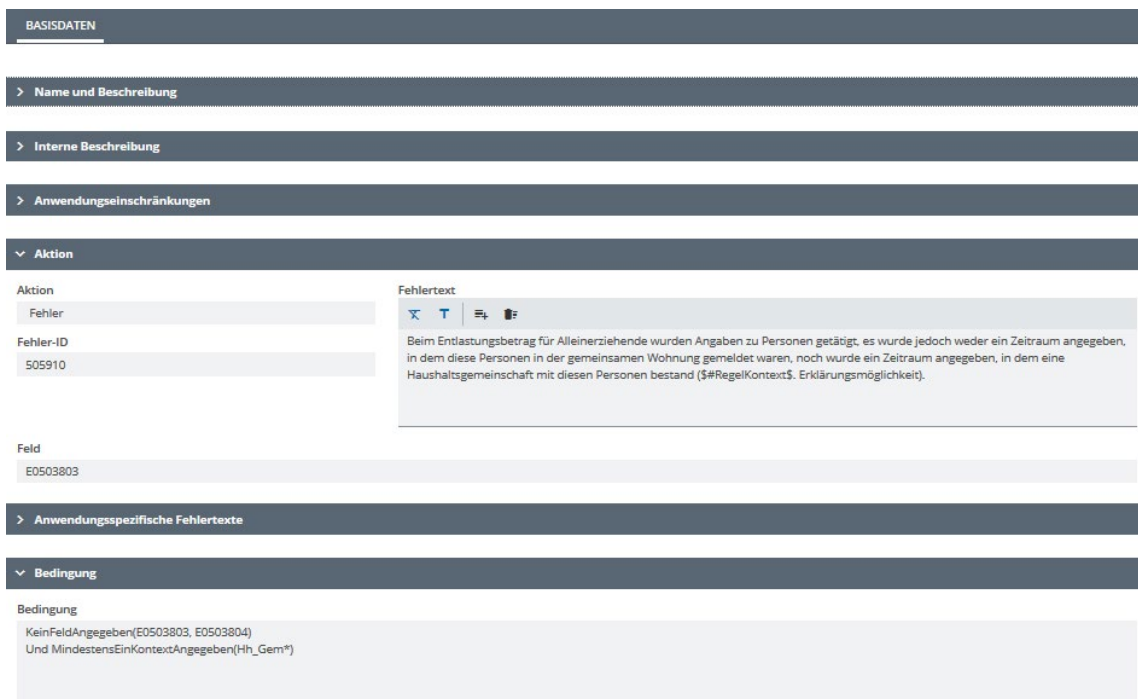 BASISDATEN
Name und Beschreibung
Interne Beschreibung
Anwendungseinschränkungen
Aktion
Aktion
Fehler
Fehler-ID
505910
Fehlertext
Beim Entlastungsbetrag für Alleinerziehende wurden Angaben zu Personen getätigt, es wurde jedoch weder ein Zeitraum angegeben,
in dem diese Personen in der gemeinsamen Wohnung gemeldet waren, noch wurde ein Zeitraum angegeben, in dem eine
Haushaltsgemeinschaft mit diesen Personen bestand ($#RegelKontext$. Erklärungsmöglichkeit).
Feld
E0503803
Anwendungsspezifische Fehlertexte
Bedingung
Bedingung
KeinFeldAngegeben(E0503803, E0503804)
Und MindestensEinKontextAngegeben(Hh_Gem*)